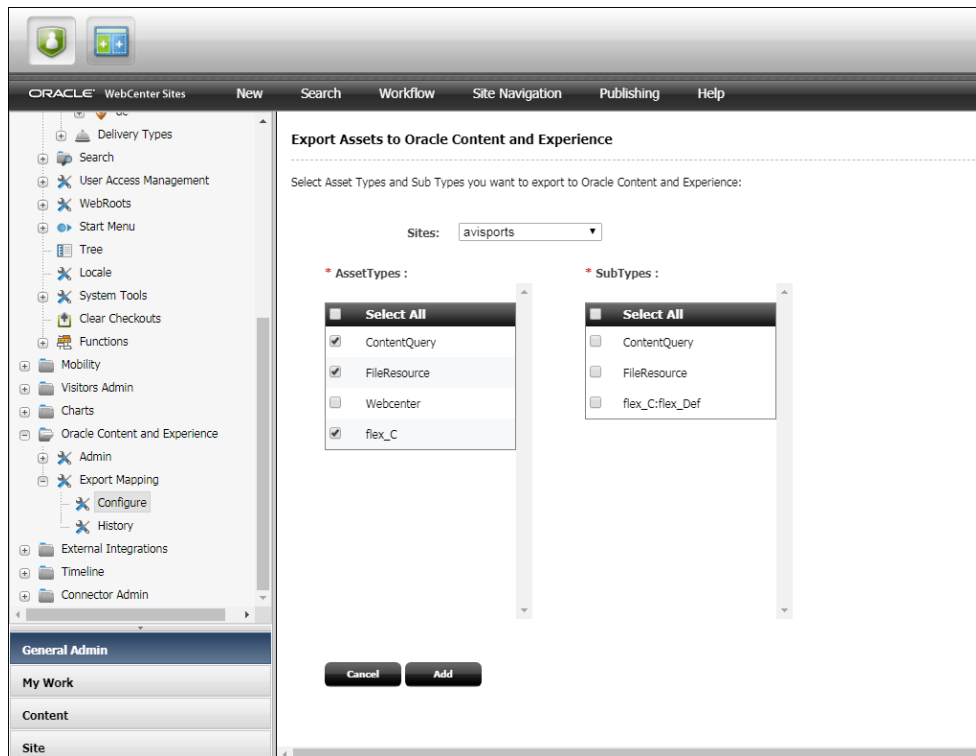 ORACLE® WebCenter Sites New Search Workflow Site Navigation Publishing Help
Delivery Types
Search
User Access Management
WebRoots
Start Menu
Tree
Locale
System Tools
Clear Checkouts
Functions
Mobility
Visitors Admin
Charts
Oracle Content and Experience
Admin
Export Mapping
Configure
History
External Integrations
Timeline
Connector Admin
General Admin
My Work
Content
Site
Export Assets to Oracle Content and Experience
Select Asset Types and Sub Types you want to export to Oracle Content and Experience:
Sites: avisports
* AssetTypes :
Select All
ContentQuery
FileResource
Webcenter
flex_C
* SubTypes :
Select All
ContentQuery
FileResource
flex_C:flex_Def
Cancel Add